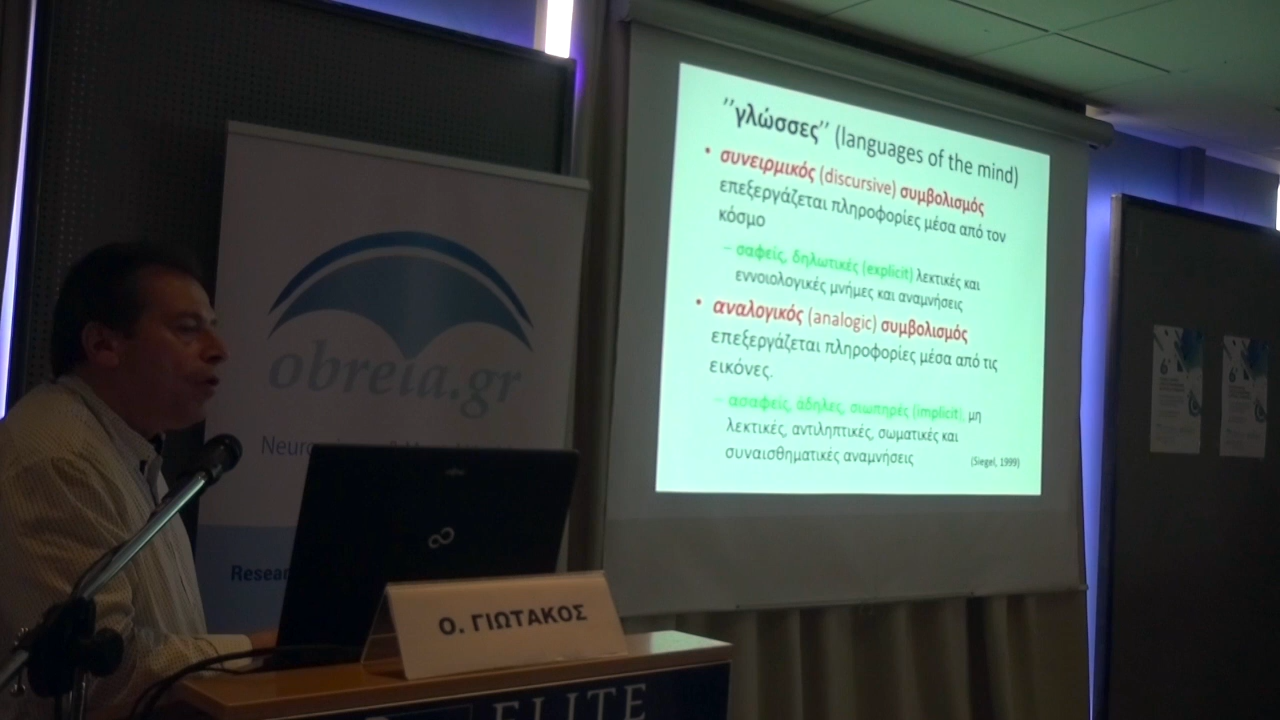 "γλώσσες" (languages of the mind)
• συνειρμικός (discursive) συμβολισμός
επεξεργάζεται πληροφορίες μέσα από τον
κόσμο
– σαφείς, δηλωτικές (explicit) λεκτικές και
εννοιολογικές μνήμες και αναμνήσεις
• αναλογικός (analogic) συμβολισμός
επεξεργάζεται πληροφορίες μέσα από τις
εικόνες.
– ασαφείς, άδηλες, σιωπηρές (implicit), μη
λεκτικές, αντιληπτικές, σωματικές και
συναισθηματικές αναμνήσεις
(Siegel, 1999)
obreia.gr
FUJITSU
Ο. ΓΙΩΤΑΚΟΣ
ELITE